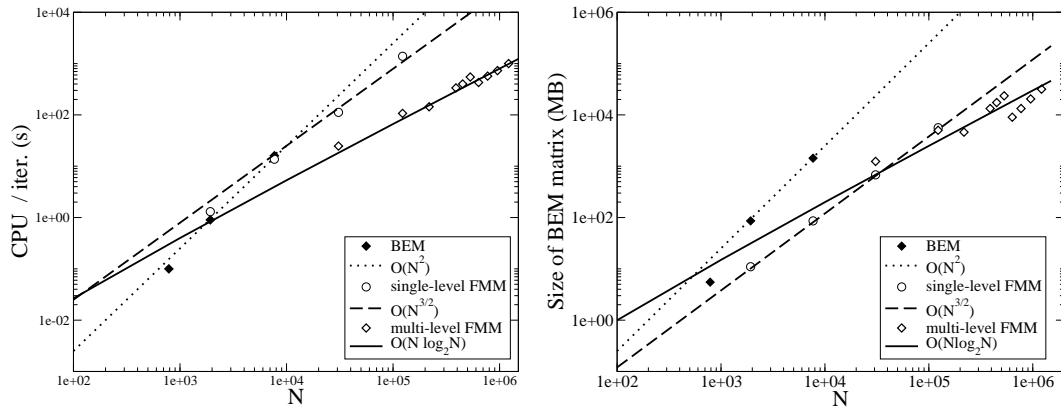 1e+04
1e+02
1e+00
1e-02
CPU / iter. (s)
1e+02
1e+03
1e+04
1e+05
1e+06
N
BEM
O(N²)
single-level FMM
O(N³/²)
multi-level FMM
O(N log₂N)
1e+06
1e+04
1e+02
1e+00
Size of BEM matrix (MB)
1e+02
1e+03
1e+04
1e+05
1e+06
N
BEM
O(N²)
single-level FMM
O(N³/²)
multi-level FMM
O(Nlog₂N)